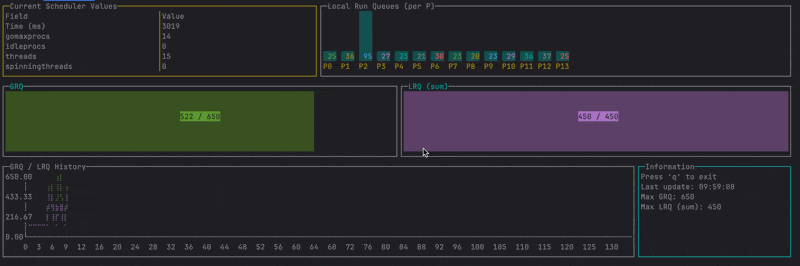 Current Scheduler Values
Field Value
Time (ms) 3019
gomaxprocs 14
idleprocs 0
threads 15
spinningthreads 0
Local Run Queues (per P)
25 36 95 27 23 21 30 23 20 23 29 36 37 25
P0 P1 P2 P3 P4 P5 P6 P7 P8 P9 P10 P11 P12 P13
GRQ
522 / 650
LRQ (sum)
450 / 450
GRQ / LRQ History
650.00
433.33
216.67
0.00
0 3 6 9 12 16 20 24 28 32 36 40 44 48 52 56 60 64 68 72 76 80 84 88 92 96 100 105 110 115 120 125 130
Information
Press 'q' to exit
Last update: 09:59:08
Max GRQ: 650
Max LRQ (sum): 450